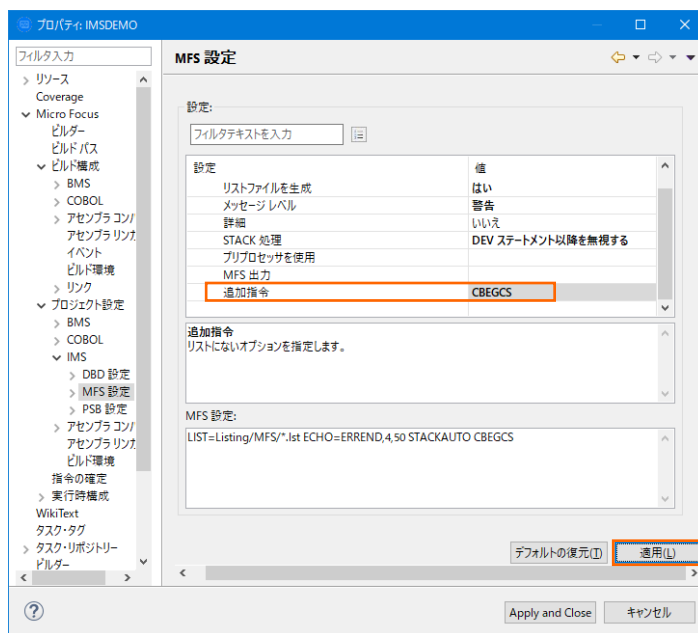 プロパティ: IMSDEMO
フィルタ入力
リソース
Coverage
Micro Focus
ビルダー
ビルド パス
ビルド構成
BMS
COBOL
アセンブラ コンパ
アセンブラ リンカ
イベント
ビルド環境
リンク
プロジェクト設定
BMS
COBOL
IMS
DBD 設定
MFS 設定
PSB 設定
アセンブラ コンパ
アセンブラ リンカ
ビルド環境
指令の確定
実行時構成
WikiText
タスク・タグ
タスク・リポジトリー
ビルダー
MFS 設定
設定:
フィルタテキストを入力
設定 値
リストファイルを生成 はい
メッセージ レベル 警告
詳細 いいえ
STACK 処理 DEV ステートメント以降を無視する
プリプロセッサを使用
MFS 出力
追加指令 CBEGCS
追加指令
リストにないオプションを指定します。
MFS 設定:
LIST=Listing/MFS/*.lst ECHO=ERREND,4,50 STACKAUTO CBEGCS
デフォルトの復元(T) 適用(L)
? Apply and Close キャンセル